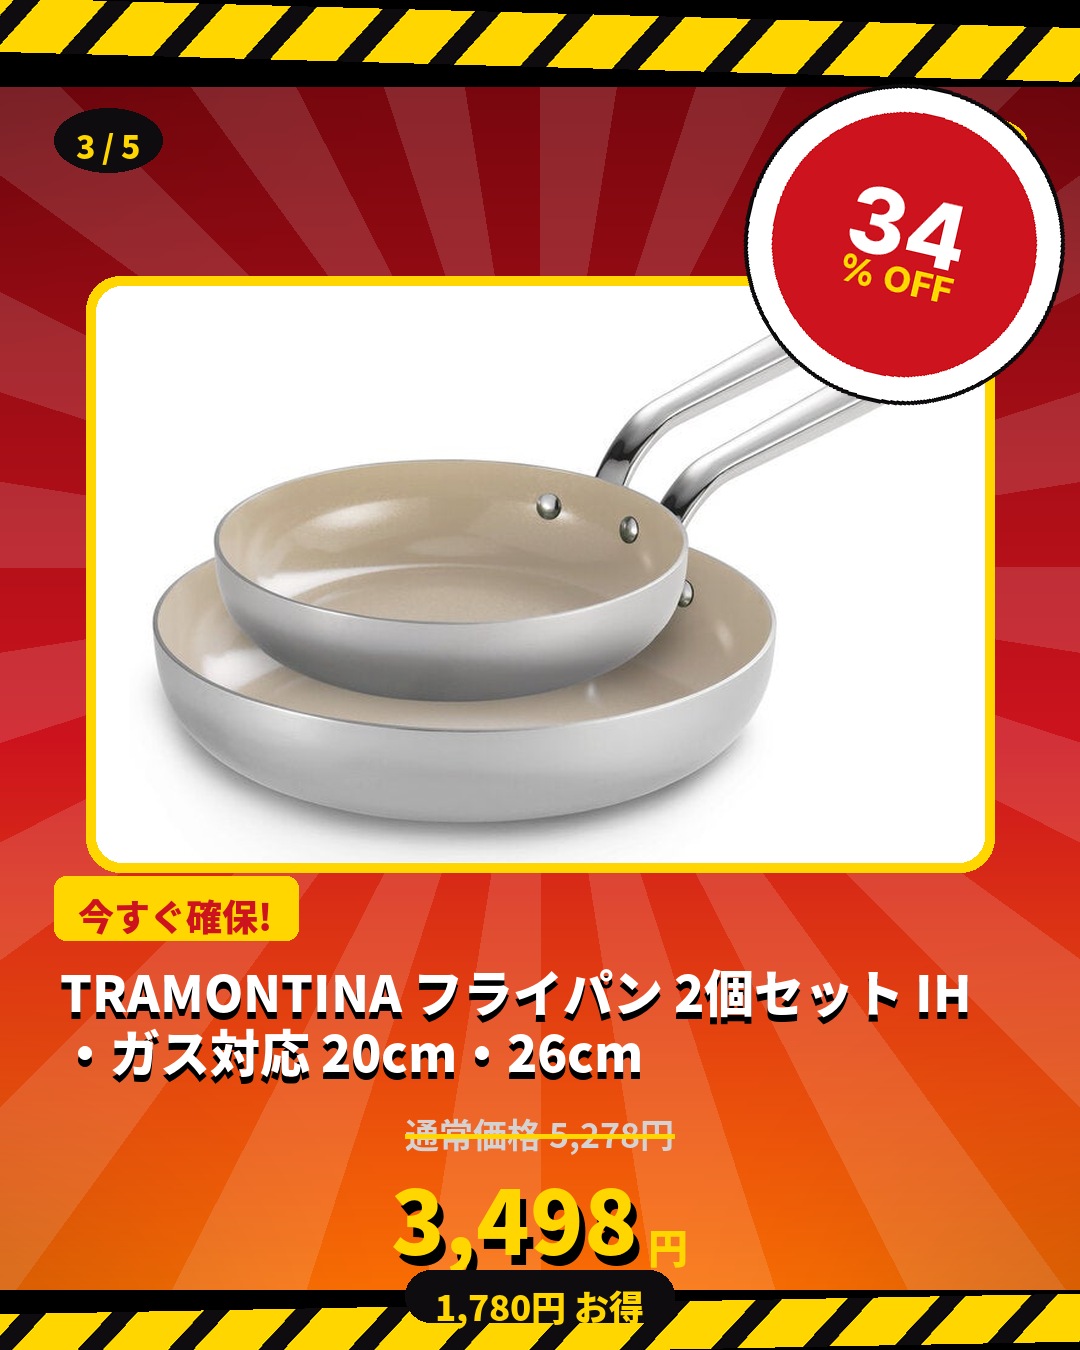 3 / 5
34
% OFF
今すぐ確保!
TRAMONTINA フライパン 2個セット IH
・ガス対応 20cm・26cm
通常価格 5,278円
3,498円
1,780円 お得